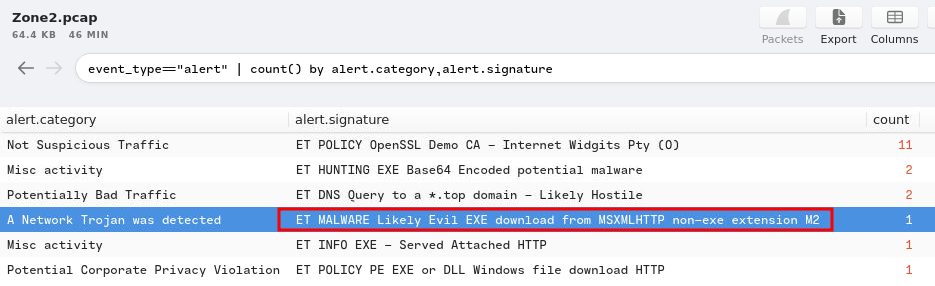 Zone2.pcap
64.4 KB 46 MIN
Packets Export Columns
event_type=="alert" | count() by alert.category,alert.signature
alert.category alert.signature count
Not Suspicious Traffic ET POLICY OpenSSL Demo CA - Internet Widgits Pty (O) 11
Misc activity ET HUNTING EXE Base64 Encoded potential malware 2
Potentially Bad Traffic ET DNS Query to a *.top domain - Likely Hostile 2
A Network Trojan was detected ET MALWARE Likely Evil EXE download from MSXMLHTTP non-exe extension M2 1
Misc activity ET INFO EXE - Served Attached HTTP 1
Potential Corporate Privacy Violation ET POLICY PE EXE or DLL Windows file download HTTP 1